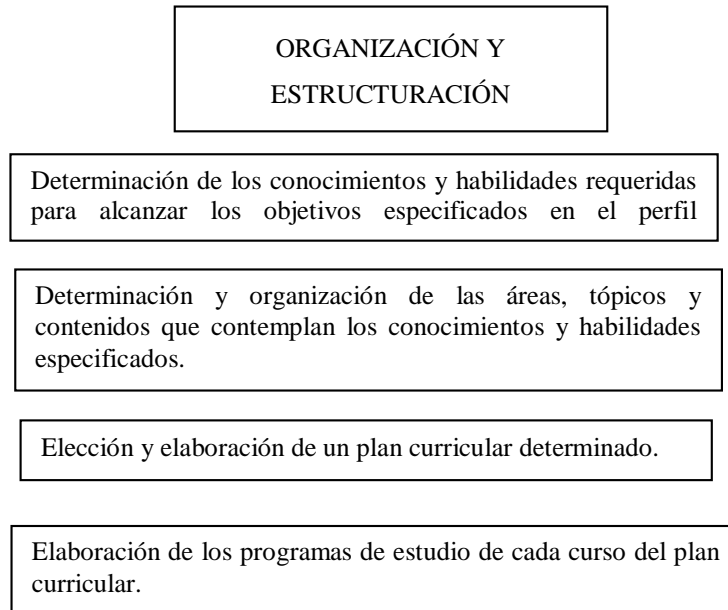 ORGANIZACIÓN Y
ESTRUCTURACIÓN
Determinación de los conocimientos y habilidades requeridas
para alcanzar los objetivos especificados en el perfil
Determinación y organización de las áreas, tópicos y
contenidos que contemplan los conocimientos y habilidades
especificados.
Elección y elaboración de un plan curricular determinado.
Elaboración de los programas de estudio de cada curso del plan
curricular.